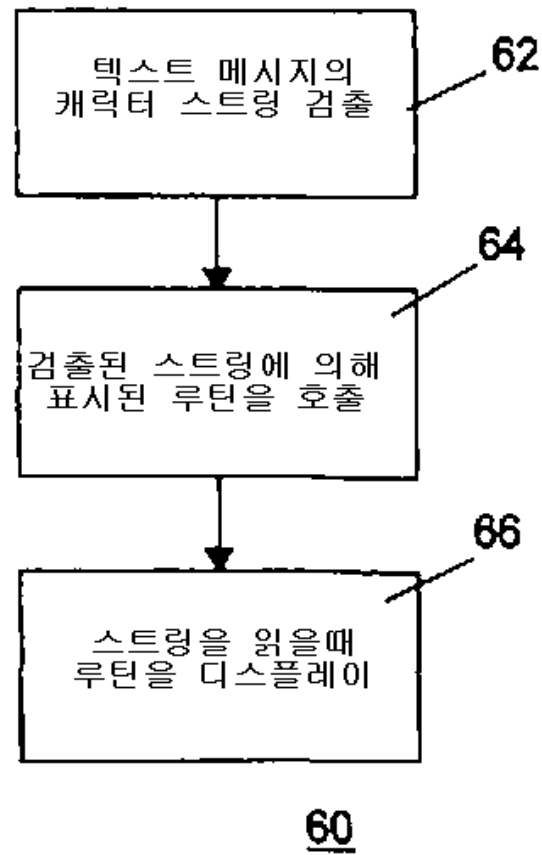 텍스트 메시지의
캐릭터 스트링 검출
62
검출된 스트링에 의해
표시된 루틴을 호출
64
스트링을 읽을때
루틴을 디스플레이
66
60